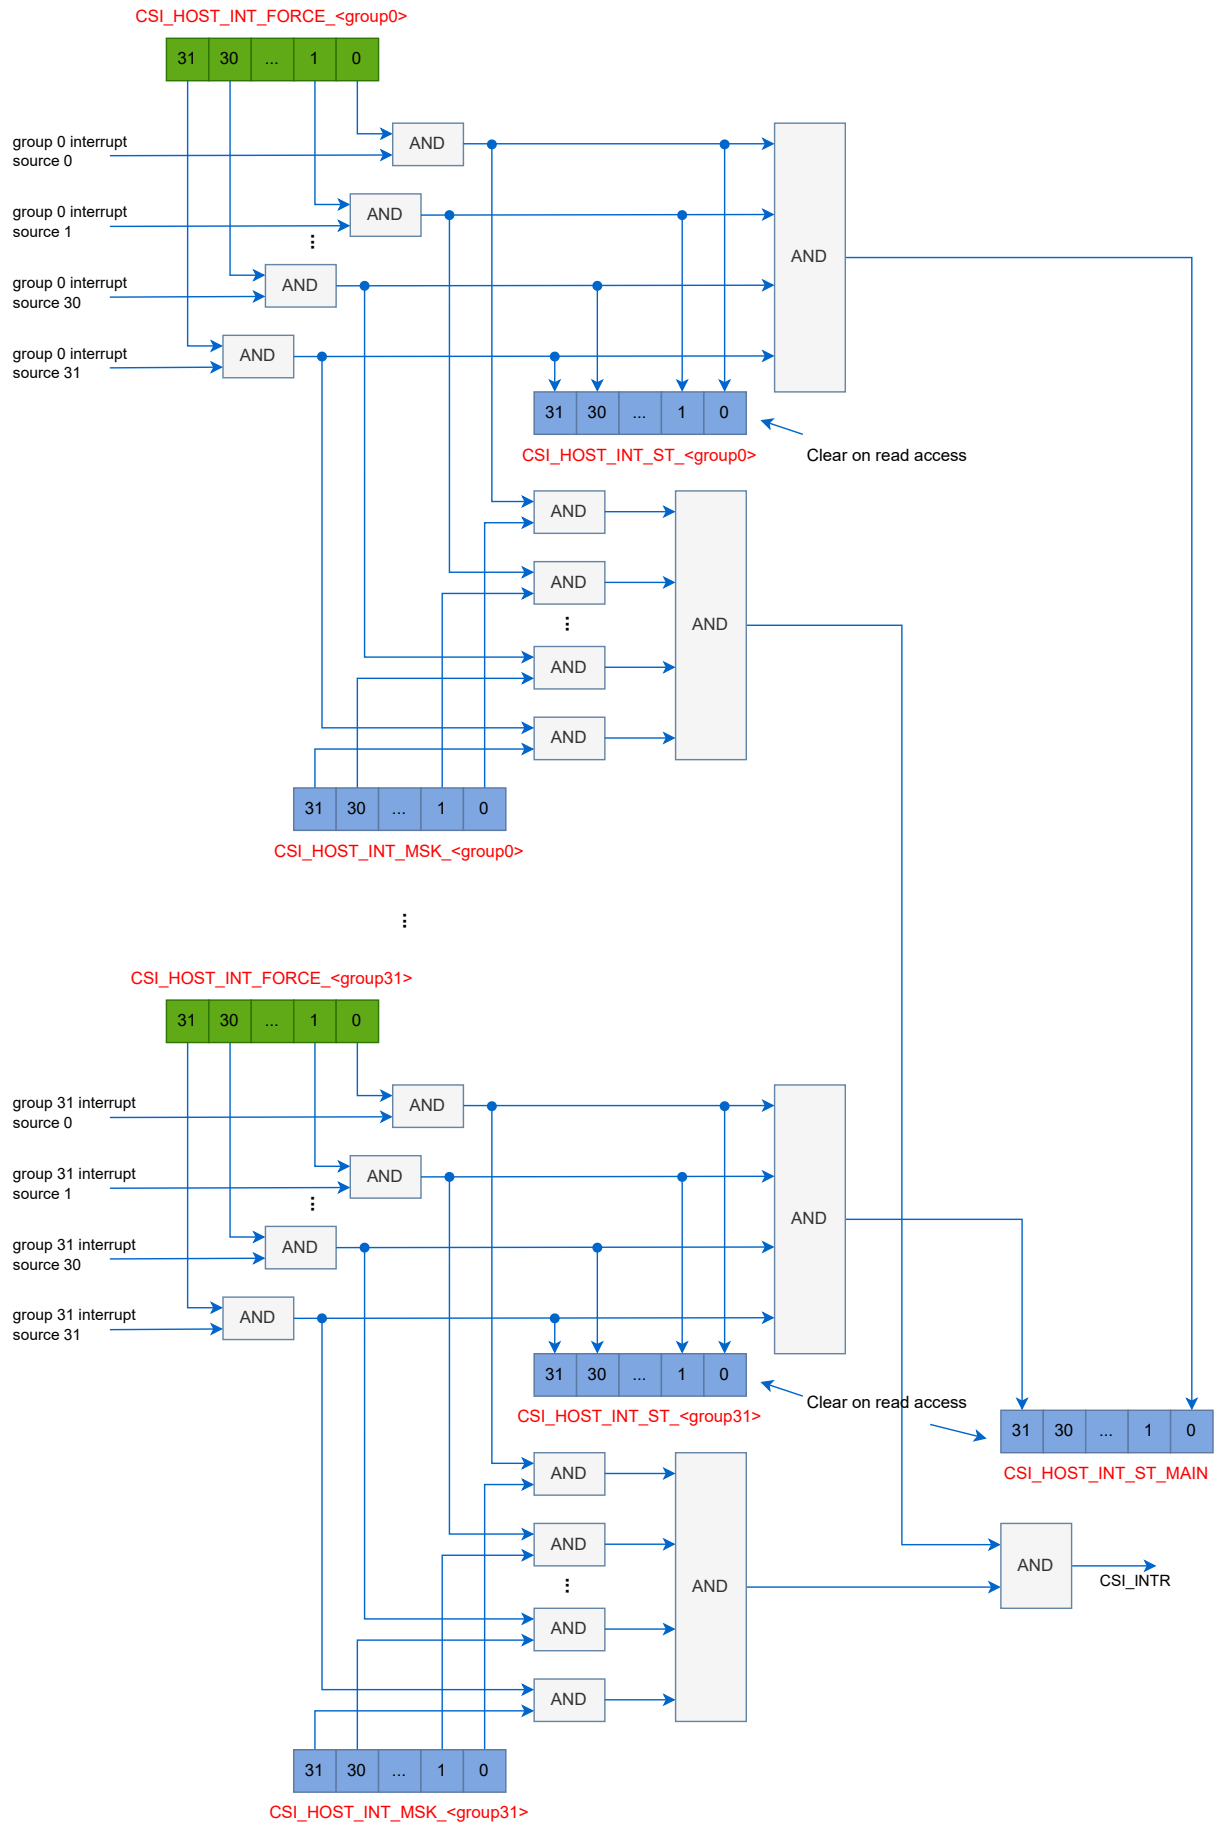 CSI_HOST_INT_FORCE_<group0>
31 30 ... 1 0
group 0 interrupt
source 0
AND
AND
group 0 interrupt
source 1
AND
...
AND
group 0 interrupt
source 30
AND
group 0 interrupt
source 31
AND
31 30 ... 1 0
CSI_HOST_INT_ST_<group0>
Clear on read access
AND
AND
...
AND
AND
AND
31 30 ... 1 0
CSI_HOST_INT_MSK_<group0>
...
CSI_HOST_INT_FORCE_<group31>
31 30 ... 1 0
group 31 interrupt
source 0
AND
group 31 interrupt
source 1
AND
...
AND
group 31 interrupt
source 30
AND
group 31 interrupt
source 31
AND
31 30 ... 1 0
CSI_HOST_INT_ST_<group31>
Clear on read access
31 30 ... 1 0
CSI_HOST_INT_ST_MAIN
AND
AND
...
AND
AND
AND
AND
CSI_INTR
31 30 ... 1 0
CSI_HOST_INT_MSK_<group31>